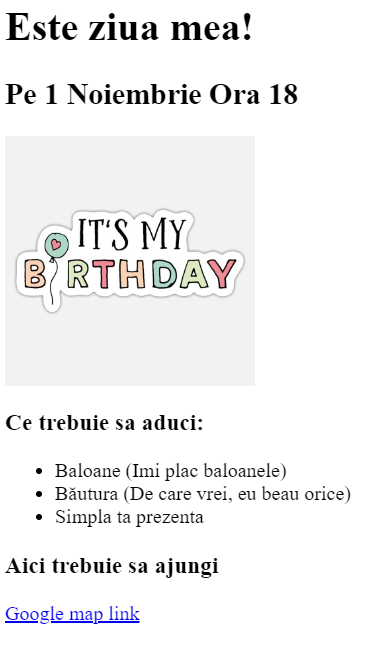 Este ziua mea!
Pe 1 Noiembrie Ora 18
IT'S MY
BIRTHDAY
Ce trebuie sa aduci:
Baloane (Imi plac baloanele)
Băutura (De care vrei, eu beau orice)
Simpla ta prezenta
Aici trebuie sa ajungi
Google map link